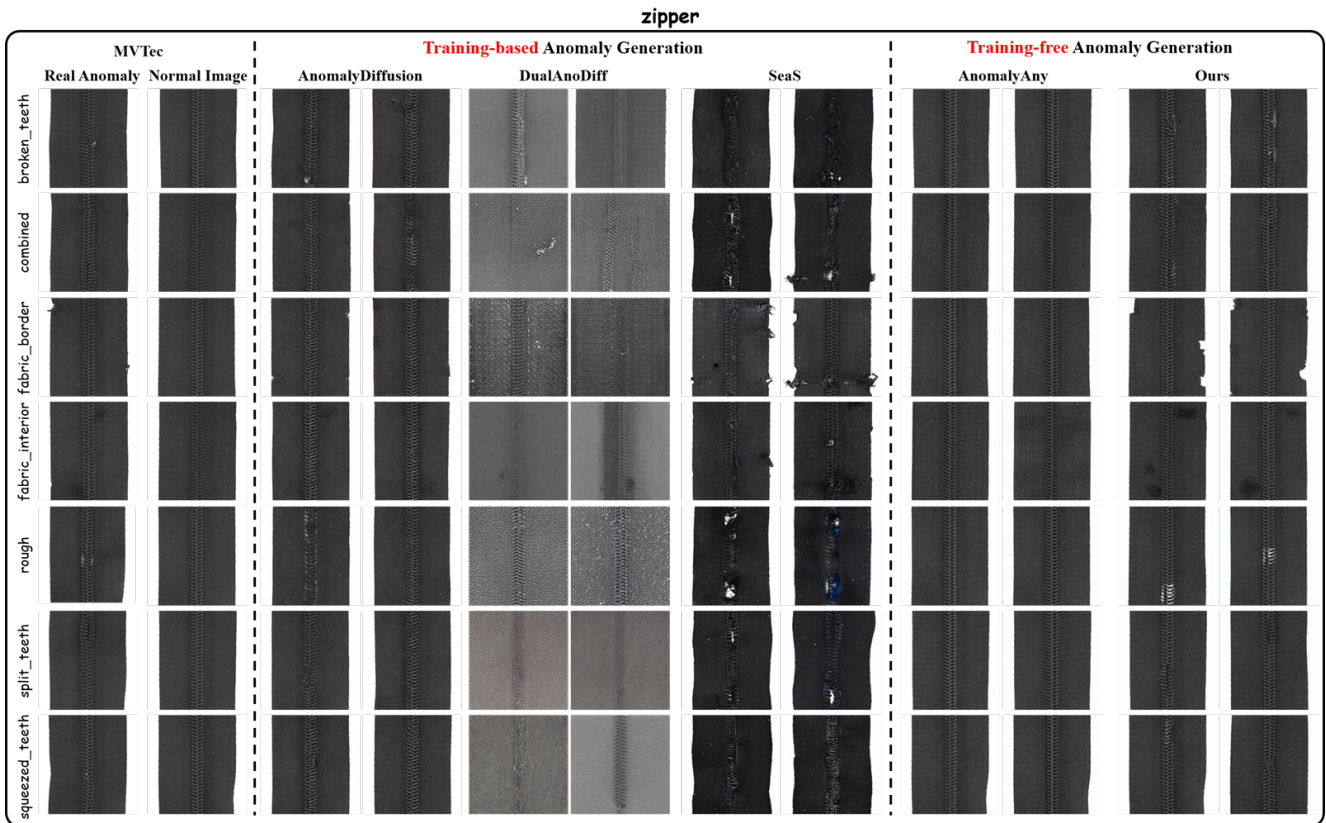 zipper
MVTec
Training-based Anomaly Generation
Training-free Anomaly Generation
Real Anomaly Normal Image
AnomalyDiffusion
DualAnoDiff
SeaS
AnomalyAny
Ours
broken_teeth
combined
fabric_border
fabric_interior
rough
split_teeth
squeezed_teeth